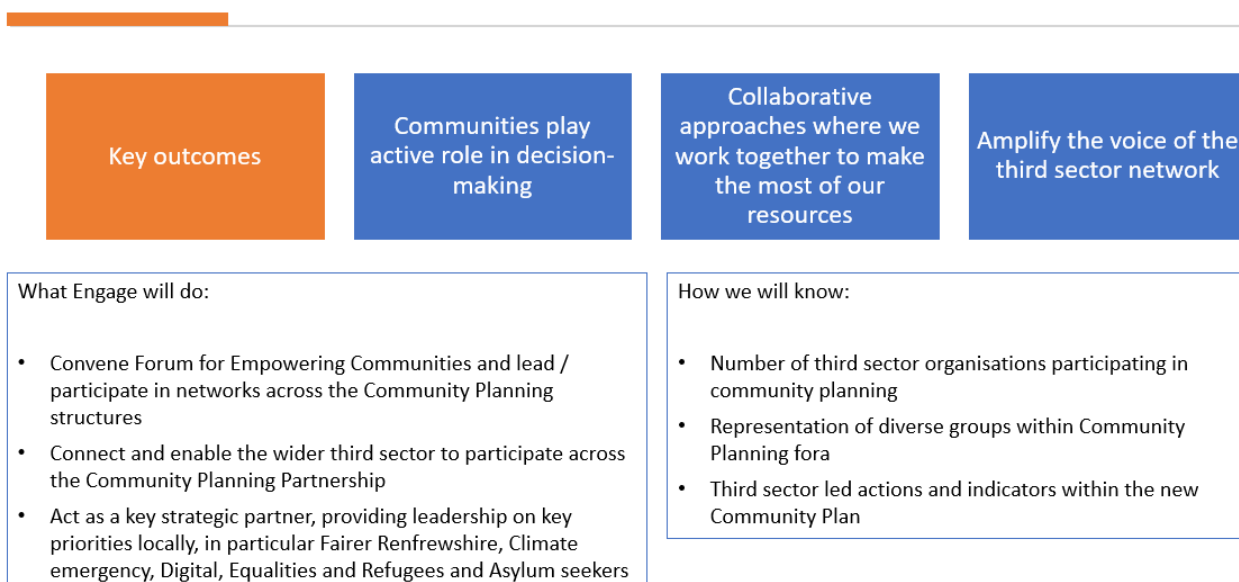 Key outcomes
Communities play
active role in decision-
making
Collaborative
approaches where we
work together to make
the most of our
resources
Amplify the voice of the
third sector network
What Engage will do:
• Convene Forum for Empowering Communities and lead /
participate in networks across the Community Planning
structures
• Connect and enable the wider third sector to participate across
the Community Planning Partnership
• Act as a key strategic partner, providing leadership on key
priorities locally, in particular Fairer Renfrewshire, Climate
emergency, Digital, Equalities and Refugees and Asylum seekers
How we will know:
• Number of third sector organisations participating in
community planning
• Representation of diverse groups within Community
Planning fora
• Third sector led actions and indicators within the new
Community Plan